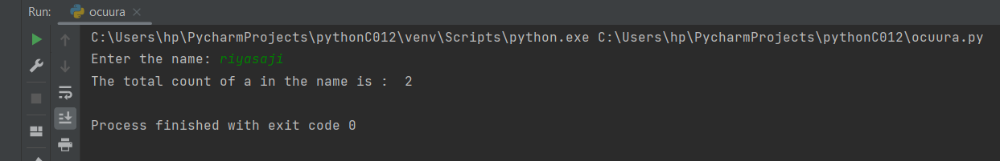 Run: ocuura
C:\Users\hp\PycharmProjects\pythonC012\venv\Scripts\python.exe C:\Users\hp\PycharmProjects\pythonC012\ocuura.py
Enter the name: riyasaji
The total count of a in the name is :  2
Process finished with exit code 0